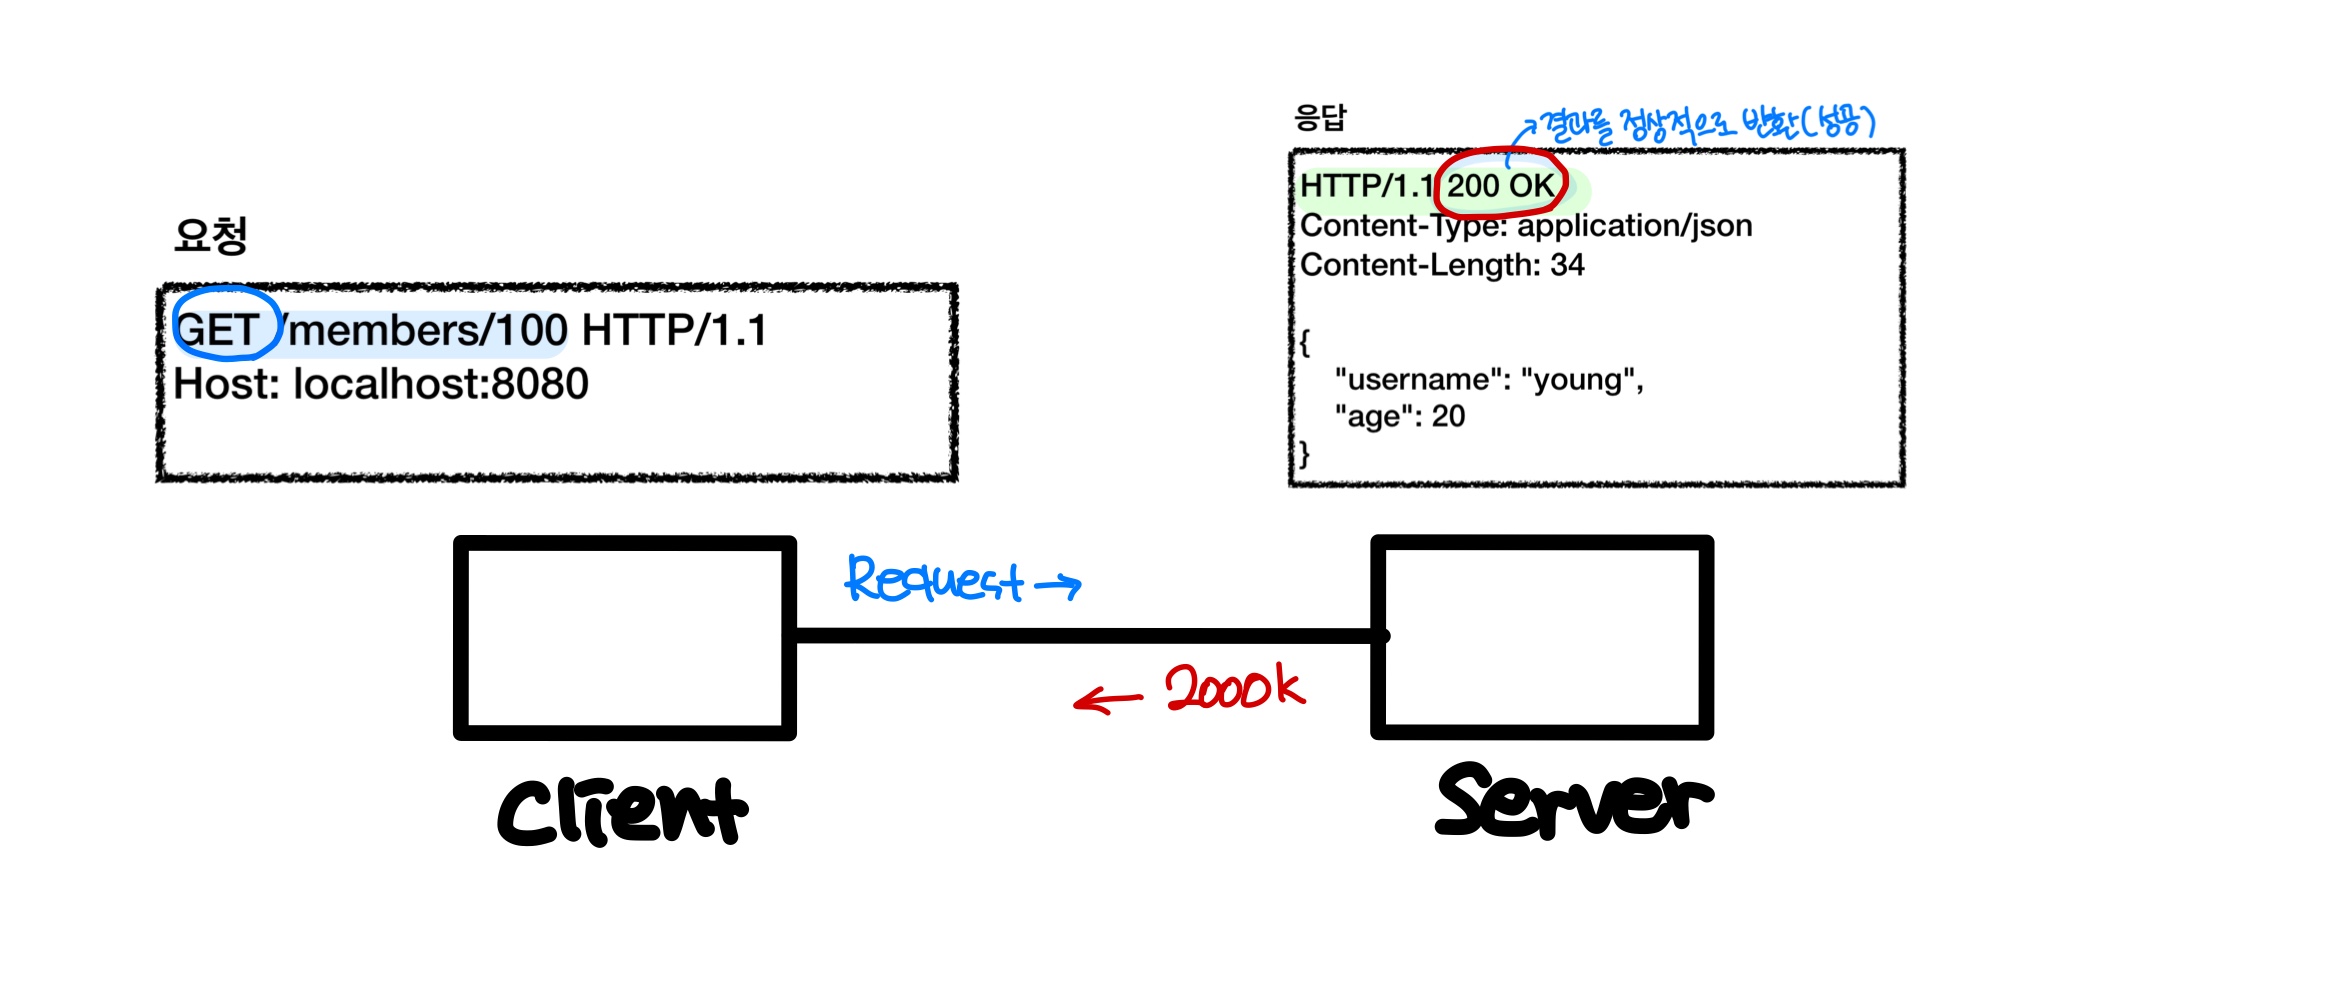 요청
GET /members/100 HTTP/1.1
Host: localhost:8080
응답
결과를 정상적으로 반환(성공)
HTTP/1.1 200 OK
Content-Type: application/json
Content-Length: 34
{
"username": "young",
"age": 20
}
Request →
← 200Ok
Client
Server